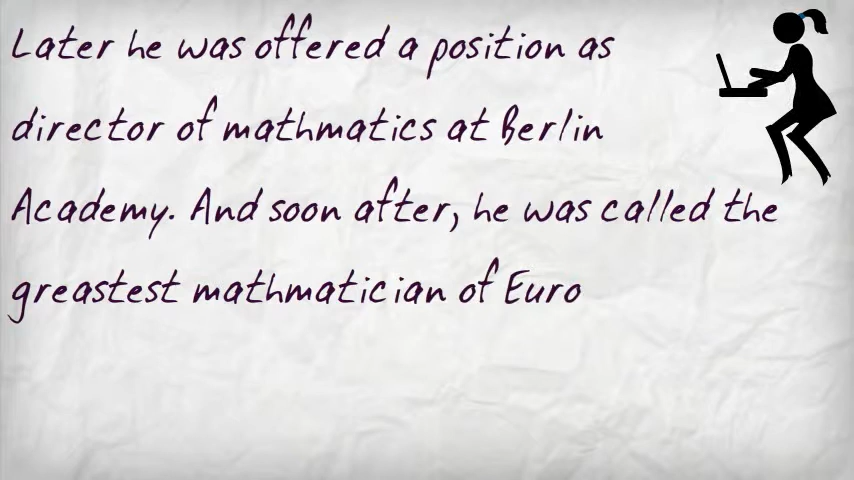 Later he was offered a position as
director of mathmatics at Berlin
Academy. And soon after, he was called the
greastest mathmatician of Euro